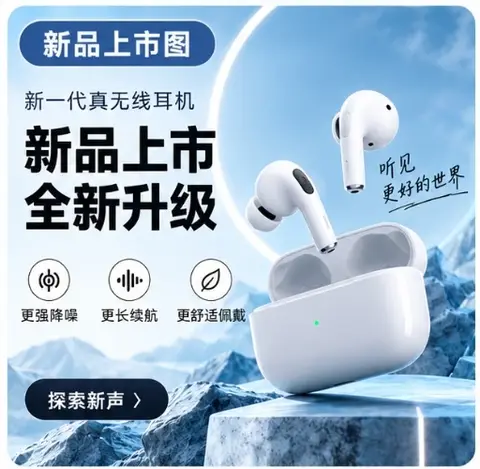 新品上市图
新一代真无线耳机
新品上市
全新升级
听见
更好的世界
更强降噪
更长续航
更舒适佩戴
探索新声 〉